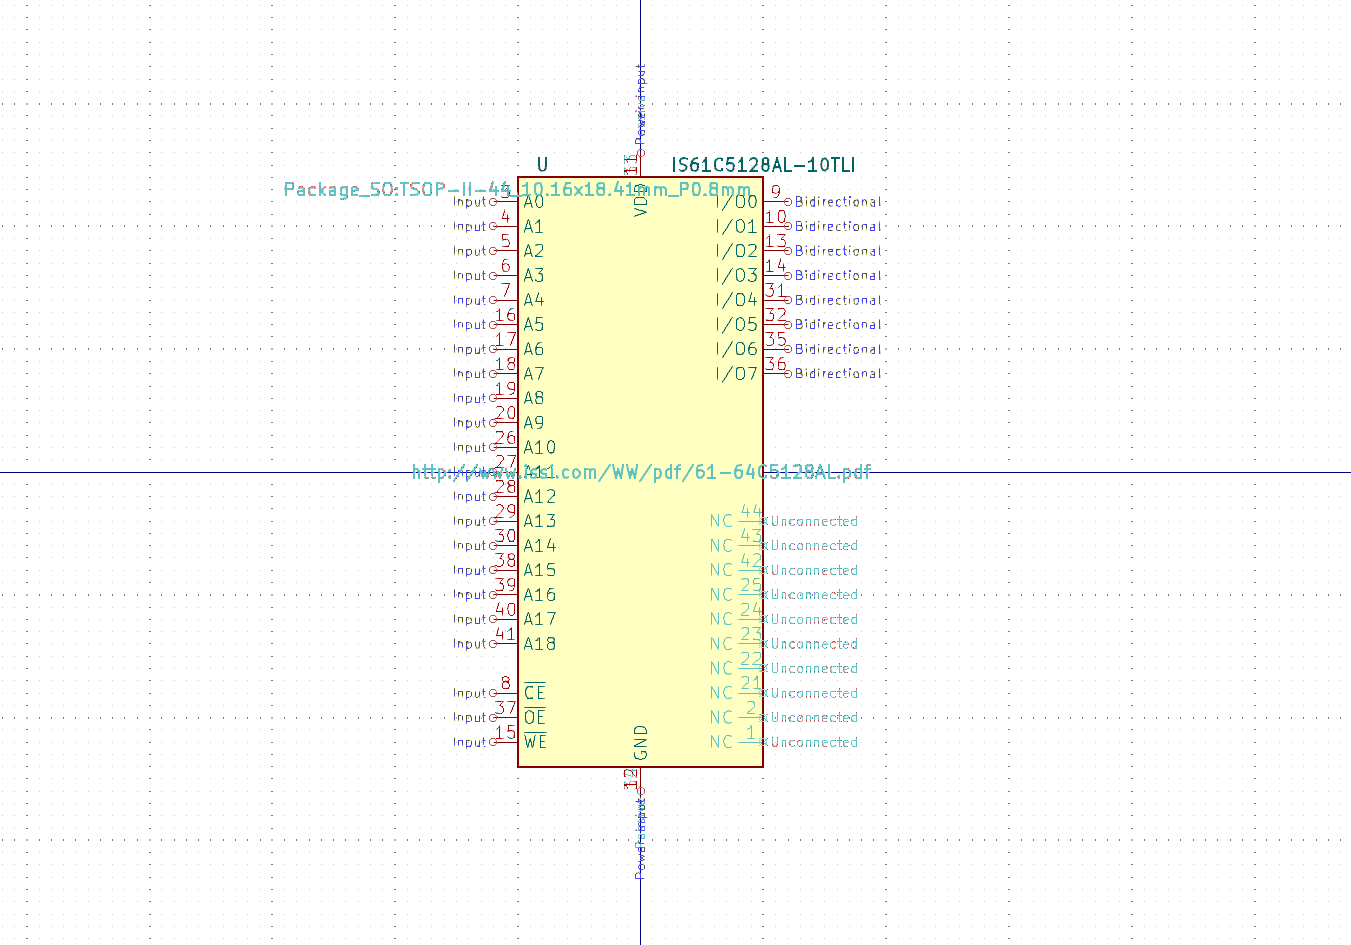 Power input
U IS61C5128AL-10TLI
Package_SO:TSOP-II-44_10.16x18.41mm_P0.8mm
11 VDD
Input 3 A0 I/O0 9 Bidirectional
Input 4 A1 I/O1 10 Bidirectional
Input 5 A2 I/O2 13 Bidirectional
Input 6 A3 I/O3 14 Bidirectional
Input 7 A4 I/O4 31 Bidirectional
Input 16 A5 I/O5 32 Bidirectional
Input 17 A6 I/O6 35 Bidirectional
Input 18 A7 I/O7 36 Bidirectional
Input 19 A8
Input 20 A9
Input 26 A10
Input 27 A11
http://www.issi.com/WW/pdf/61-64C5128AL.pdf
Input 28 A12
Input 29 A13 NC 44 Unconnected
Input 30 A14 NC 43 Unconnected
Input 38 A15 NC 42 Unconnected
Input 39 A16 NC 25 Unconnected
Input 40 A17 NC 24 Unconnected
Input 41 A18 NC 23 Unconnected
NC 22 Unconnected
Input 8 CE NC 21 Unconnected
Input 37 OE NC 2 Unconnected
Input 15 WE NC 1 Unconnected
GND
12
Power input